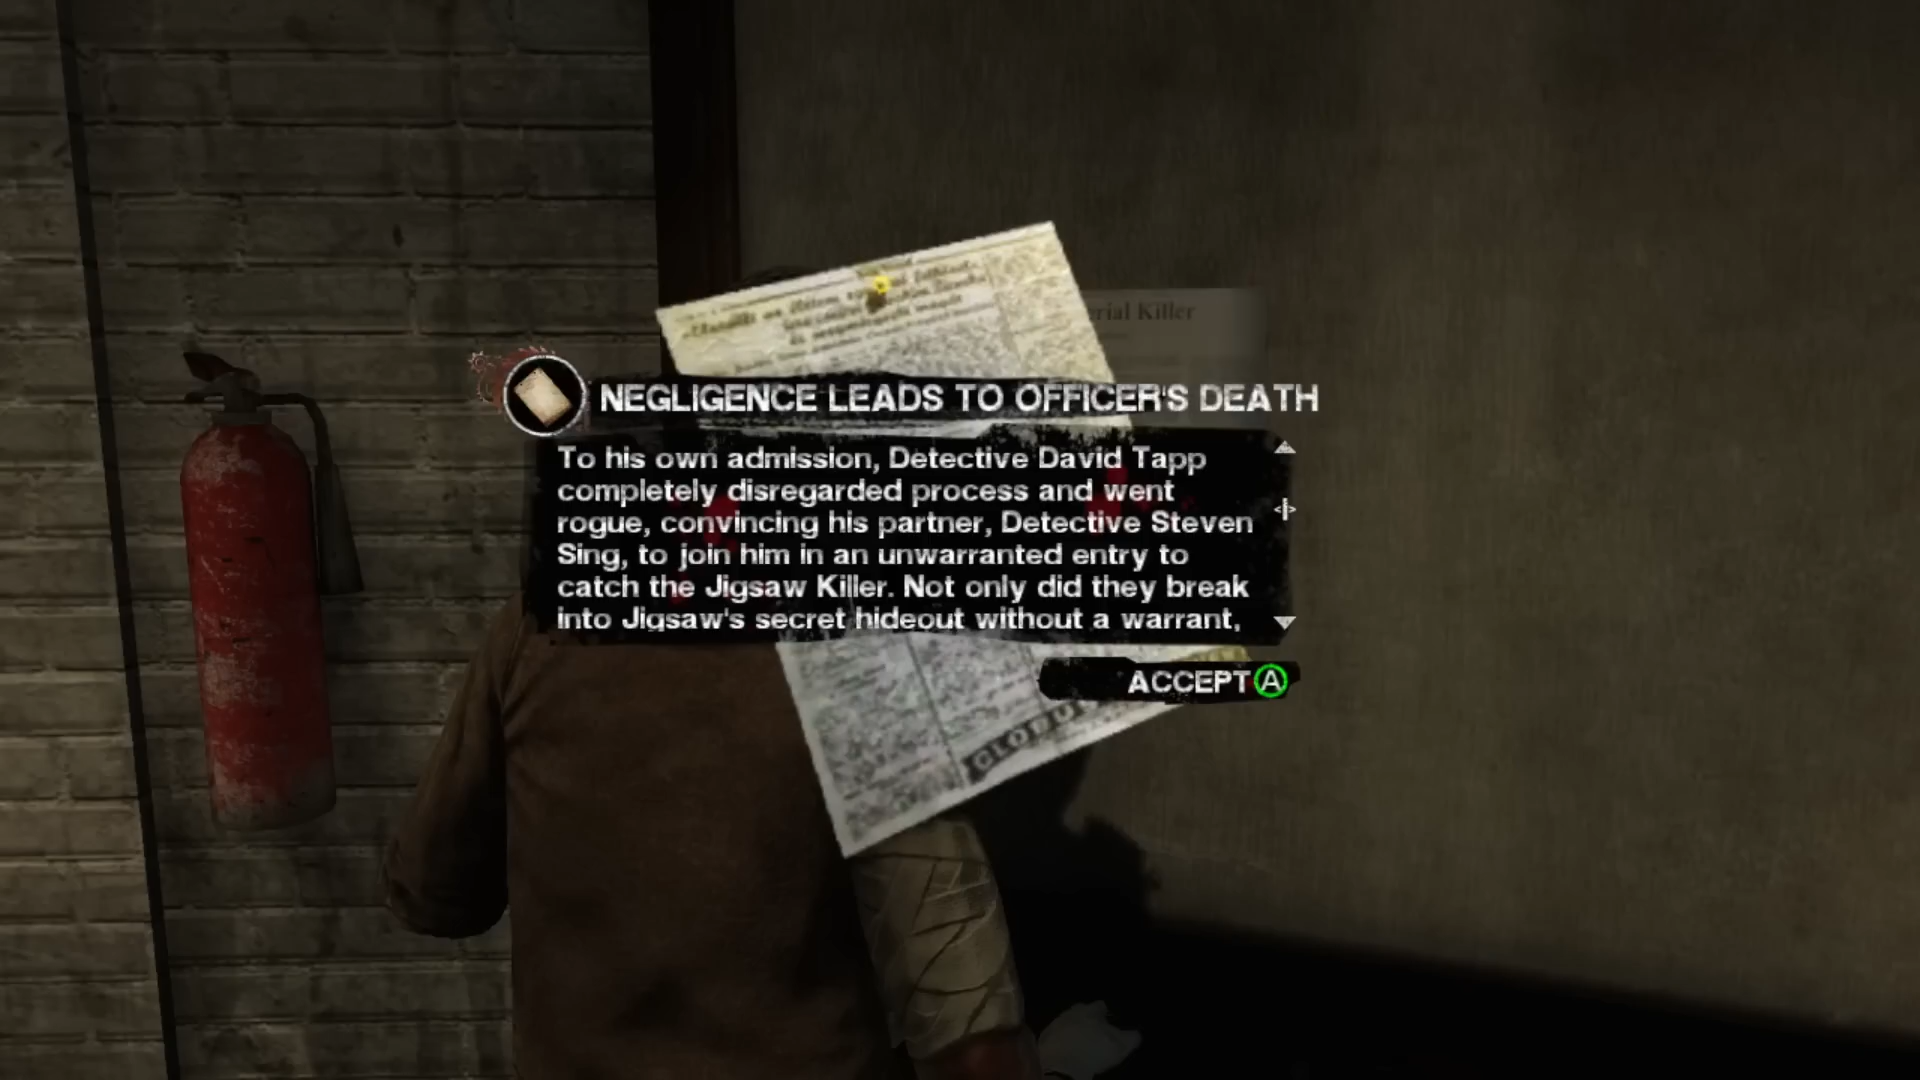 erial Killer
NEGLIGENCE LEADS TO OFFICER'S DEATH
To his own admission, Detective David Tapp
completely disregarded process and went
rogue, convincing his partner, Detective Steven
Sing, to join him in an unwarranted entry to
catch the Jigsaw Killer. Not only did they break
into Jigsaw's secret hideout without a warrant,
ACCEPT A